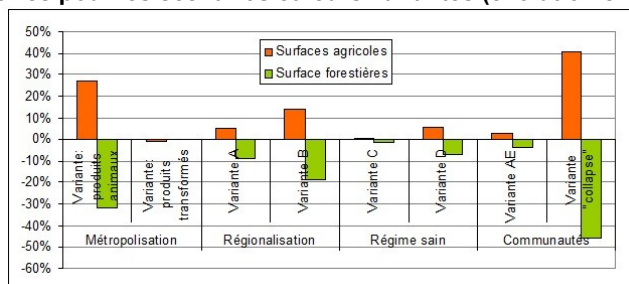 50%
40%
30%
20%
10%
0%
-10%
-20%
-30%
-40%
-50%
-60%
Surfaces agricoles
Surface forestières
Variante:
produits
animaux
Variante:
produits
transformés
Variante A
Variante B
Variante C
Variante D
Variante AE
Variante
"collapse"
Métropolisation
Régionalisation
Régime sain
Communautés